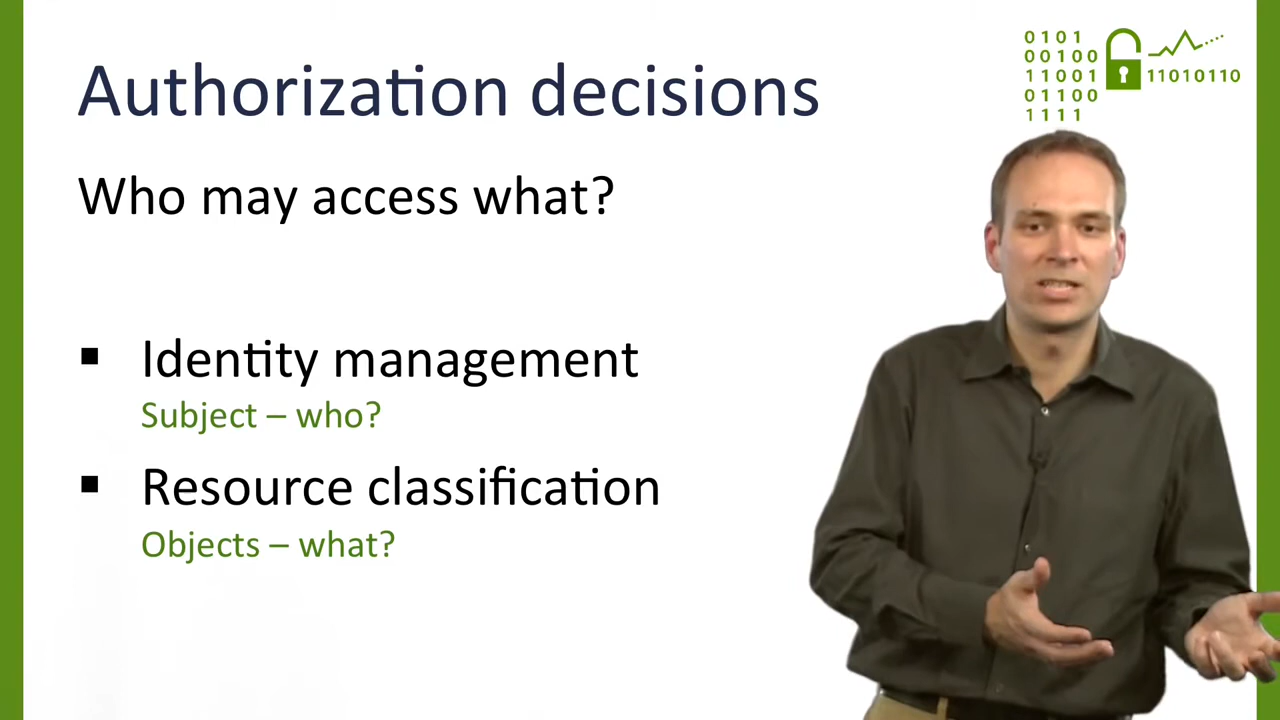 Authorization decisions
0101
00100
11001
01100
1111
11010110
Who may access what?
▪ Identity management
Subject – who?
▪ Resource classification
Objects – what?